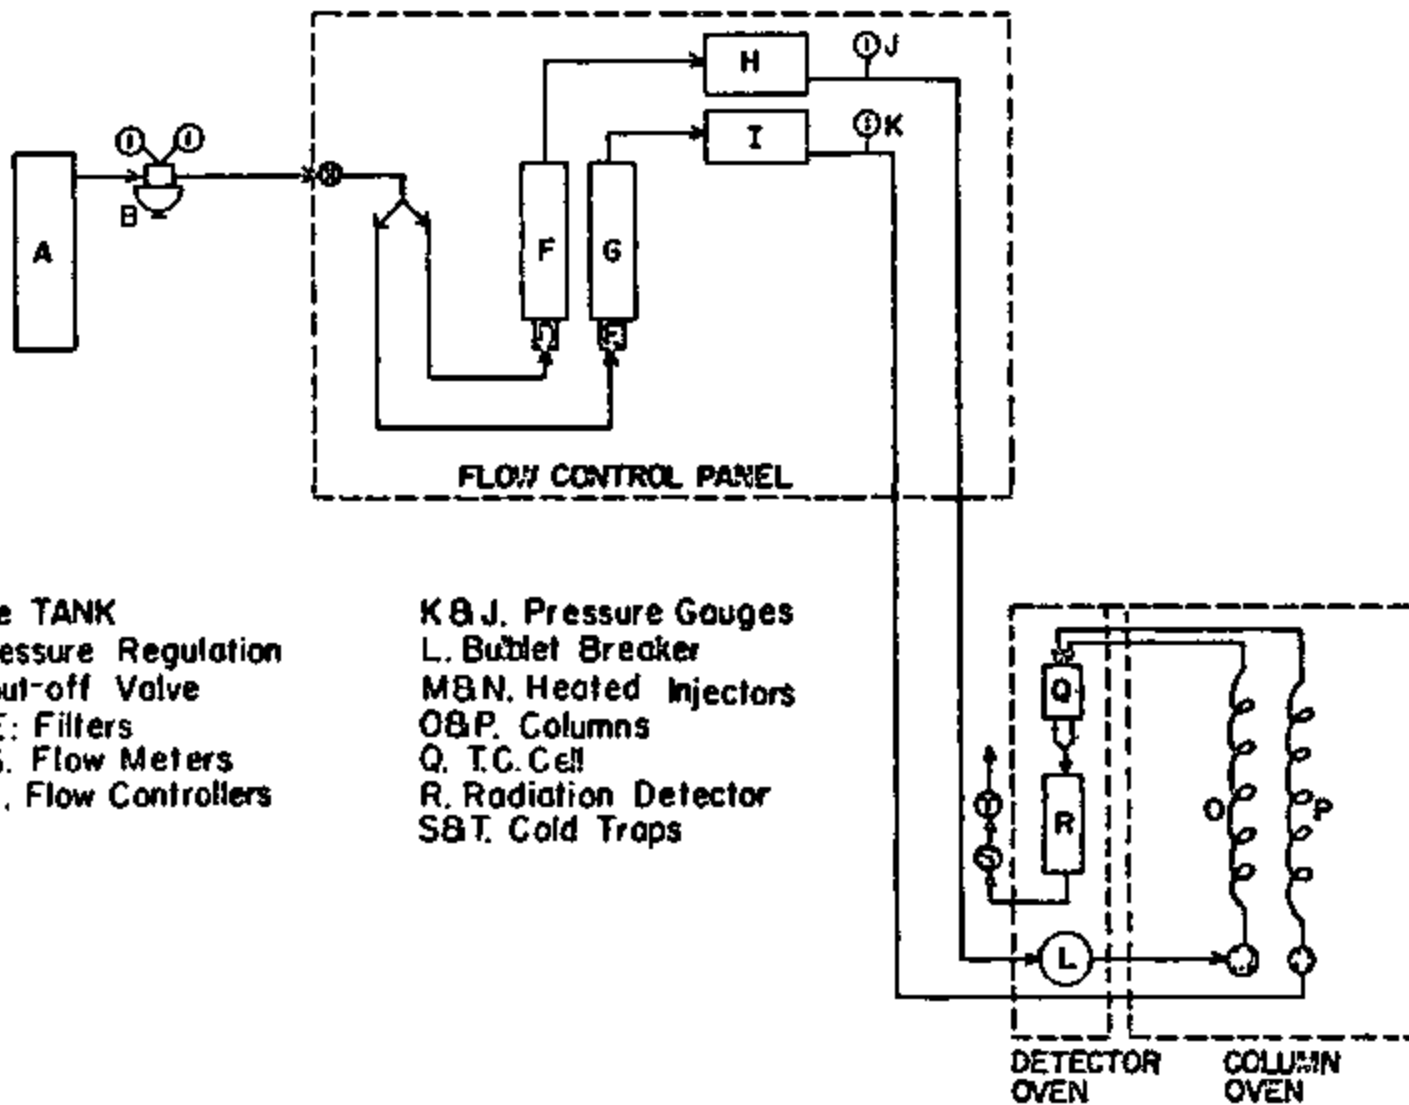 H
J
I
K
A
B
F
G
FLOW CONTROL PANEL
e TANK
essure Regulation
ut-off Valve
E: Filters
G. Flow Meters
. Flow Controllers
K&J. Pressure Gauges
L. Bublet Breaker
M&N. Heated Injectors
O&P. Columns
Q. T.C. Cell
R. Radiation Detector
S&T. Cold Traps
Q
R
O
P
L
DETECTOR OVEN
COLUMN OVEN